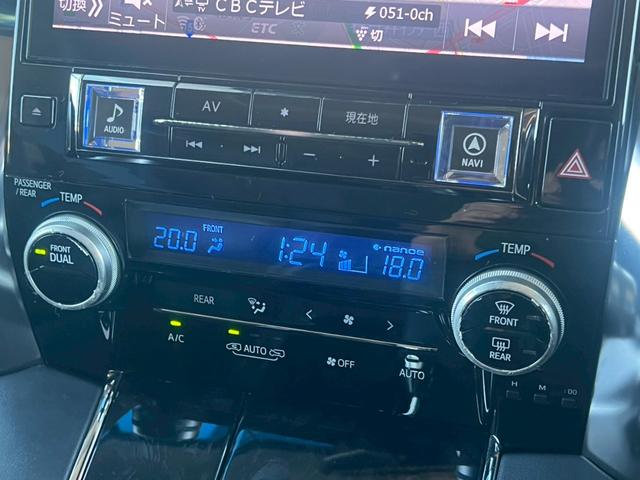 切換 ミュート CBCテレビ 051-0ch
ETC 切
AV ＊ 現在地
AUDIO NAVI
PASSENGER
/REAR
TEMP TEMP
FRONT
DUAL
20.0 FRONT 1:24 nanoe 18.0
FRONT
REAR
REAR
A/C AUTO OFF AUTO
H M :00